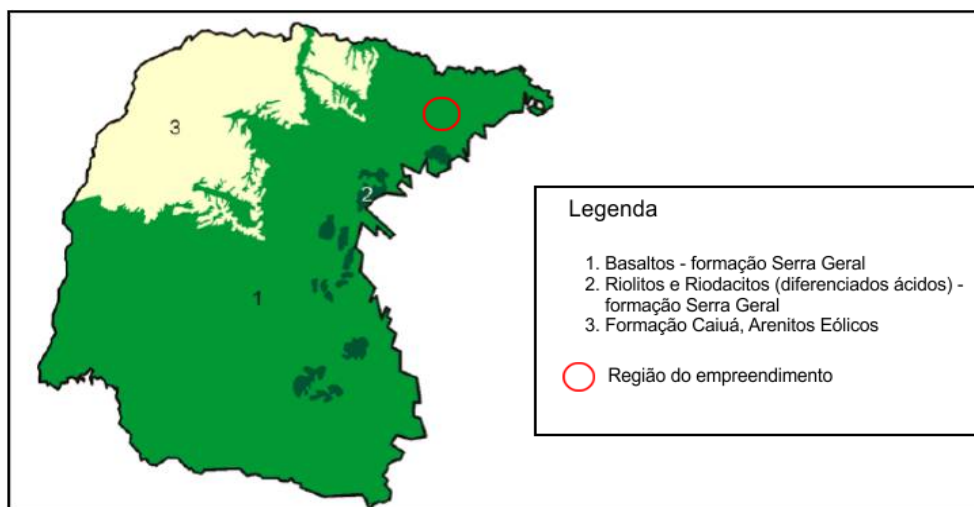 3
2
1
Legenda
1. Basaltos - formação Serra Geral
2. Riolitos e Riodacitos (diferenciados ácidos) -
formação Serra Geral
3. Formação Caiuá, Arenitos Eólicos
Região do empreendimento